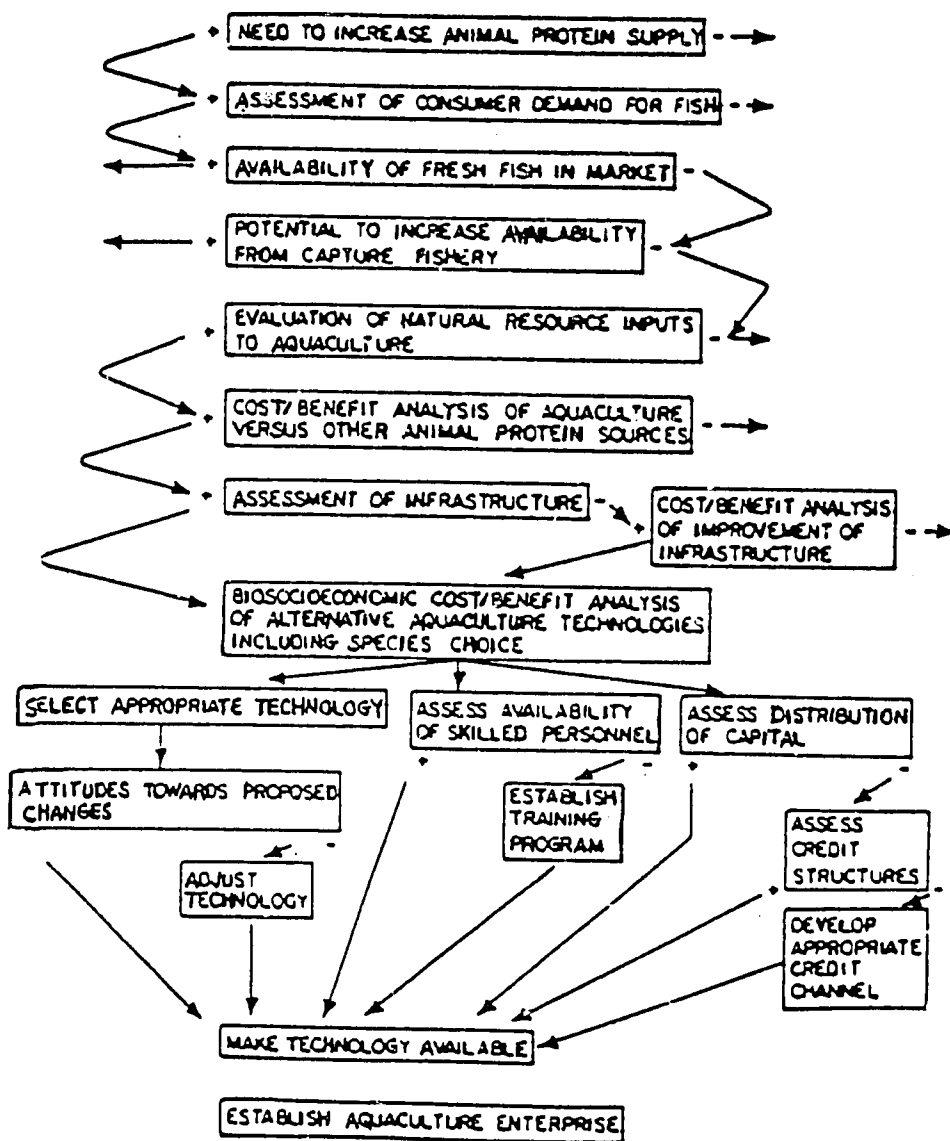 NEED TO INCREASE ANIMAL PROTEIN SUPPLY
ASSESSMENT OF CONSUMER DEMAND FOR FISH
AVAILABILITY OF FRESH FISH IN MARKET
POTENTIAL TO INCREASE AVAILABILITY
FROM CAPTURE FISHERY
EVALUATION OF NATURAL RESOURCE INPUTS
TO AQUACULTURE
COST/BENEFIT ANALYSIS OF AQUACULTURE
VERSUS OTHER ANIMAL PROTEIN SOURCES
ASSESSMENT OF INFRASTRUCTURE
COST/BENEFIT ANALYSIS
OF IMPROVEMENT OF
INFRASTRUCTURE
BIOSOCIOECONOMIC COST/BENEFIT ANALYSIS
OF ALTERNATIVE AQUACULTURE TECHNOLOGIES
INCLUDING SPECIES CHOICE
SELECT APPROPRIATE TECHNOLOGY
ASSESS AVAILABILITY
OF SKILLED PERSONNEL
ASSESS DISTRIBUTION
OF CAPITAL
ATTITUDES TOWARDS PROPOSED
CHANGES
ESTABLISH
TRAINING
PROGRAM
ASSESS
CREDIT
STRUCTURES
ADJUST
TECHNOLOGY
DEVELOP
APPROPRIATE
CREDIT
CHANNEL
MAKE TECHNOLOGY AVAILABLE
ESTABLISH AQUACULTURE ENTERPRISE